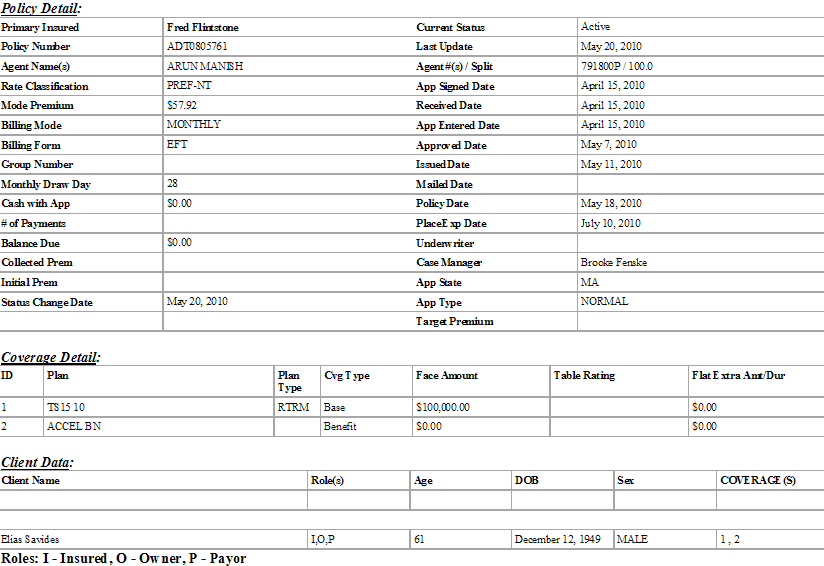 Policy Detail:
Primary Insured Fred Flintstone Current Status Active
Policy Number ADT0805761 Last Update May 20, 2010
Agent Name(s) ARUN MANISH Agent #(s) / Split 791800P / 100.0
Rate Classification PREF-NT App Signed Date April 15, 2010
Mode Premium $57.92 Received Date April 15, 2010
Billing Mode MONTHLY App Entered Date April 15, 2010
Billing Form EFT Approved Date May 7, 2010
Group Number Issued Date May 11, 2010
Monthly Draw Day 28 Mailed Date
Cash with App $0.00 Policy Date May 18, 2010
# of Payments PlaceExp Date July 10, 2010
Balance Due $0.00 Underwriter
Collected Prem Case Manager Brooke Fenske
Initial Prem App State MA
Status Change Date May 20, 2010 App Type NORMAL
Target Premium
Coverage Detail:
ID Plan Plan Type Cvg Type Face Amount Table Rating Flat Extra Amt/Dur
1 TS 15 10 RTRM Base $100,000.00 $0.00
2 ACCEL BN Benefit $0.00 $0.00
Client Data:
Client Name Role(s) Age DOB Sex COVERAGE (S)
Elias Savides I,O,P 61 December 12, 1949 MALE 1 , 2
Roles: I - Insured, O - Owner, P - Payor